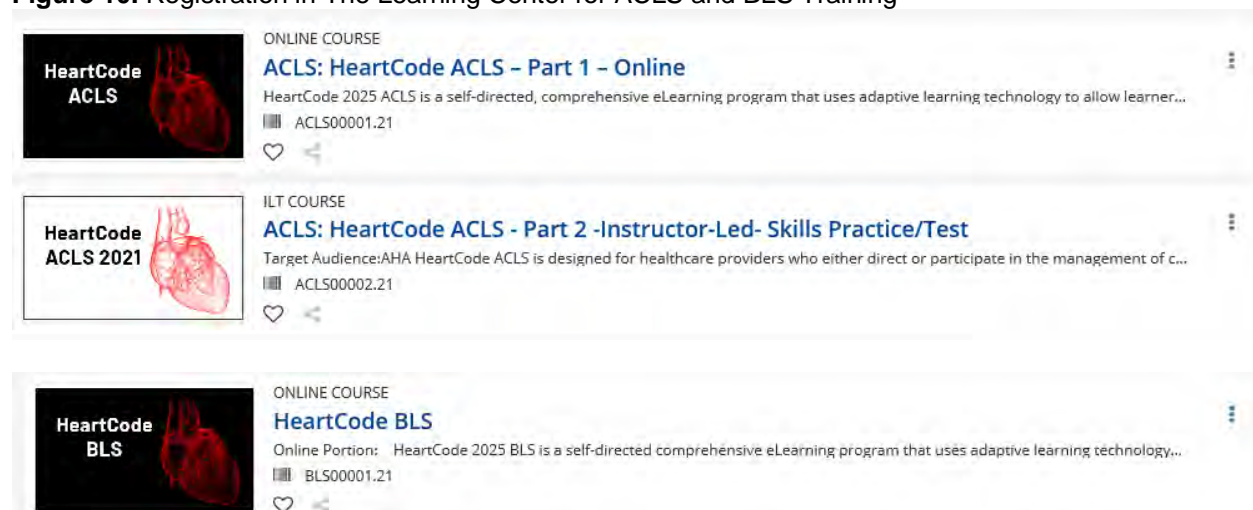 Figure 10. Registration in The Learning Center for ACLS and BLS Training
HeartCode
ACLS
ONLINE COURSE
ACLS: HeartCode ACLS – Part 1 – Online
HeartCode 2025 ACLS is a self-directed, comprehensive eLearning program that uses adaptive learning technology to allow learner...
ACLS00001.21
HeartCode
ACLS 2021
ILT COURSE
ACLS: HeartCode ACLS - Part 2 -Instructor-Led- Skills Practice/Test
Target Audience:AHA HeartCode ACLS is designed for healthcare providers who either direct or participate in the management of c...
ACLS00002.21
HeartCode
BLS
ONLINE COURSE
HeartCode BLS
Online Portion: HeartCode 2025 BLS is a self-directed comprehensive eLearning program that uses adaptive learning technology...
BLS00001.21